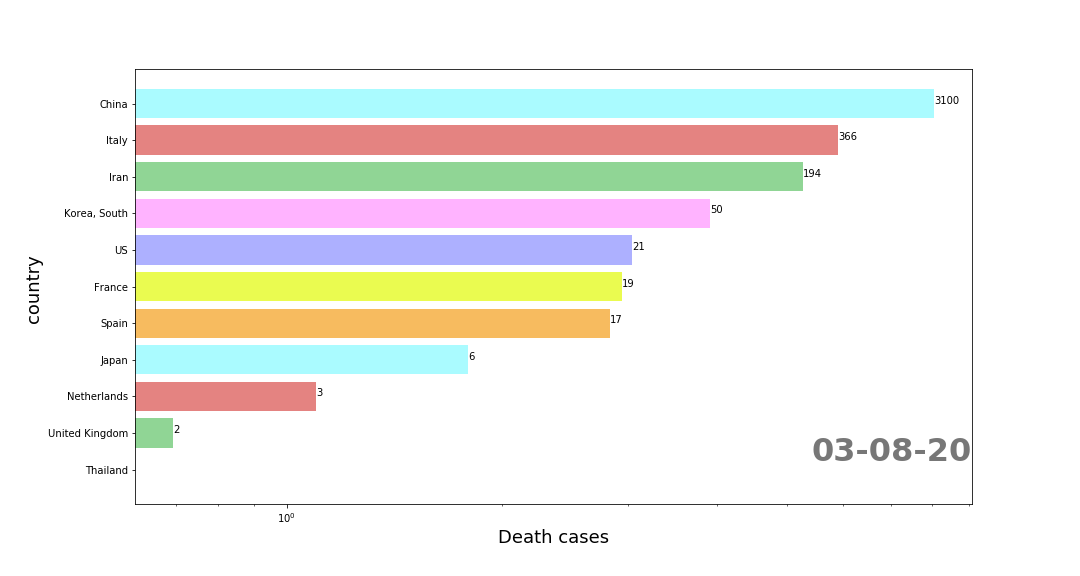 China 3100
Italy 366
Iran 194
Korea, South 50
US 21
France 19
Spain 17
Japan 6
Netherlands 3
United Kingdom 2
Thailand
country
03-08-20
10⁰
Death cases